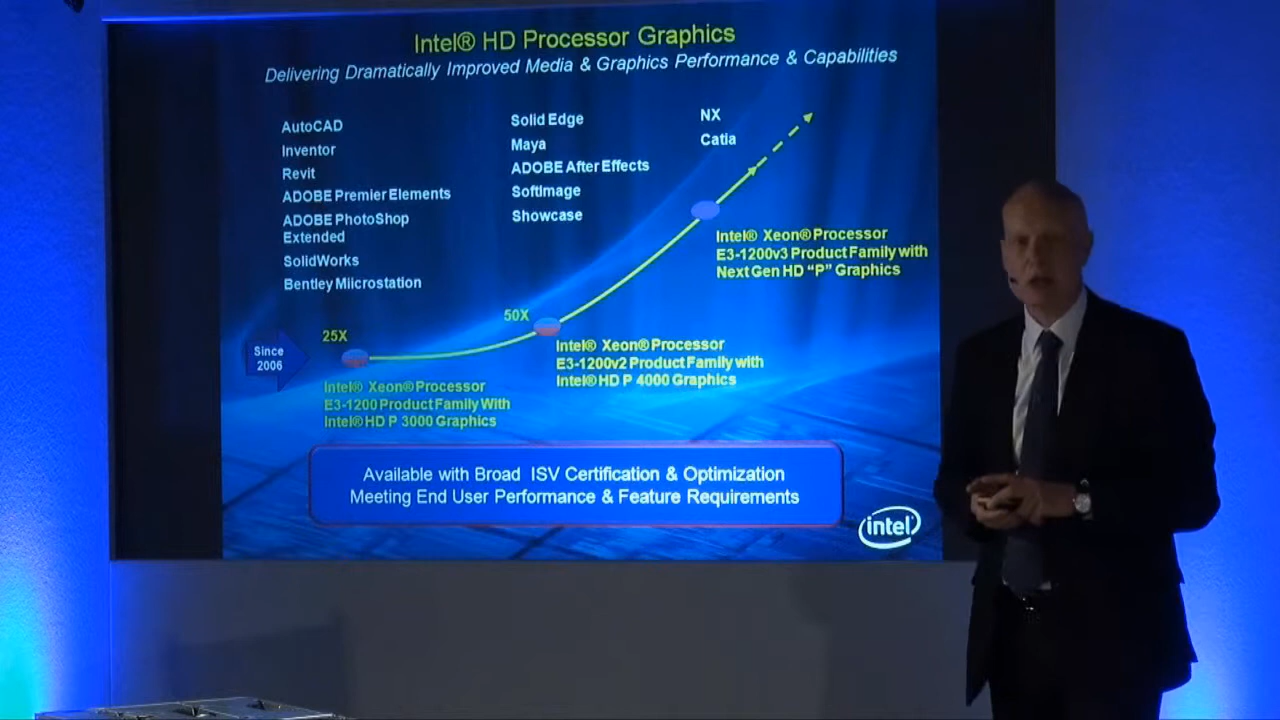 Intel® HD Processor Graphics
Delivering Dramatically Improved Media & Graphics Performance & Capabilities
AutoCAD
Inventor
Revit
ADOBE Premier Elements
ADOBE PhotoShop
Extended
SolidWorks
Bentley Miicrostation
Solid Edge
Maya
ADOBE After Effects
Softimage
Showcase
NX
Catia
Intel® Xeon® Processor
E3-1200v3 Product Family with
Next Gen HD “P” Graphics
50X
Intel® Xeon® Processor
E3-1200v2 Product Family with
Intel® HD P 4000 Graphics
25X
Since
2006
Intel® Xeon® Processor
E3-1200 Product Family With
Intel® HD P 3000 Graphics
Available with Broad ISV Certification & Optimization
Meeting End User Performance & Feature Requirements
intel